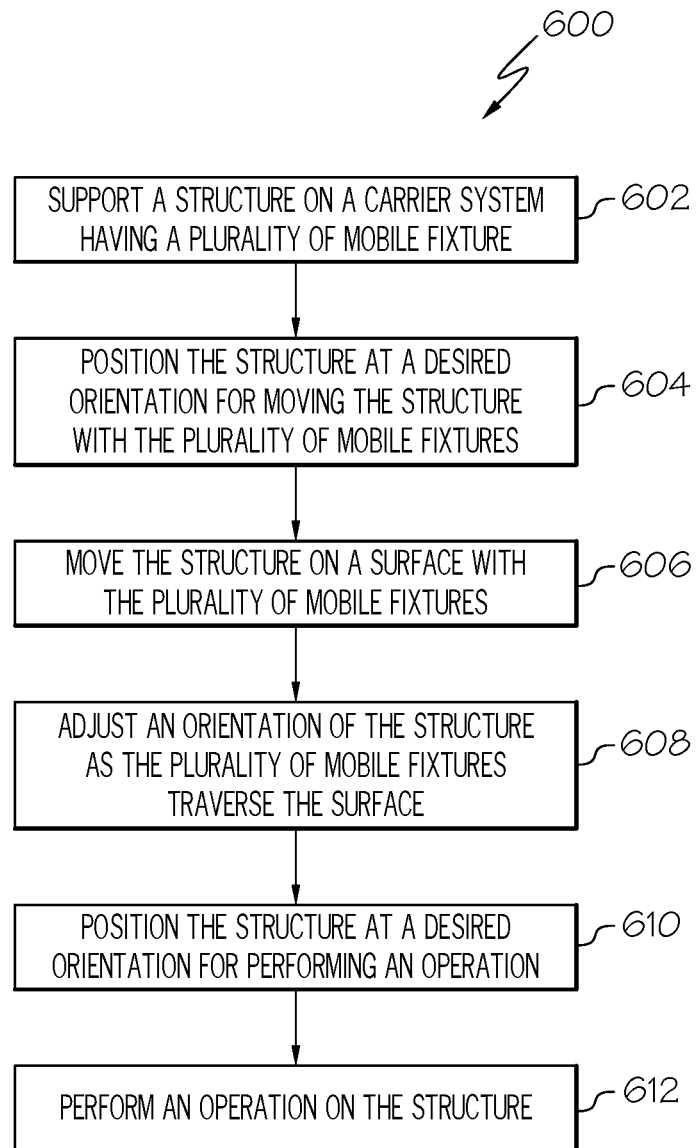 600
SUPPORT A STRUCTURE ON A CARRIER SYSTEM
HAVING A PLURALITY OF MOBILE FIXTURE
602
POSITION THE STRUCTURE AT A DESIRED
ORIENTATION FOR MOVING THE STRUCTURE
WITH THE PLURALITY OF MOBILE FIXTURES
604
MOVE THE STRUCTURE ON A SURFACE WITH
THE PLURALITY OF MOBILE FIXTURES
606
ADJUST AN ORIENTATION OF THE STRUCTURE
AS THE PLURALITY OF MOBILE FIXTURES
TRAVERSE THE SURFACE
608
POSITION THE STRUCTURE AT A DESIRED
ORIENTATION FOR PERFORMING AN OPERATION
610
PERFORM AN OPERATION ON THE STRUCTURE
612